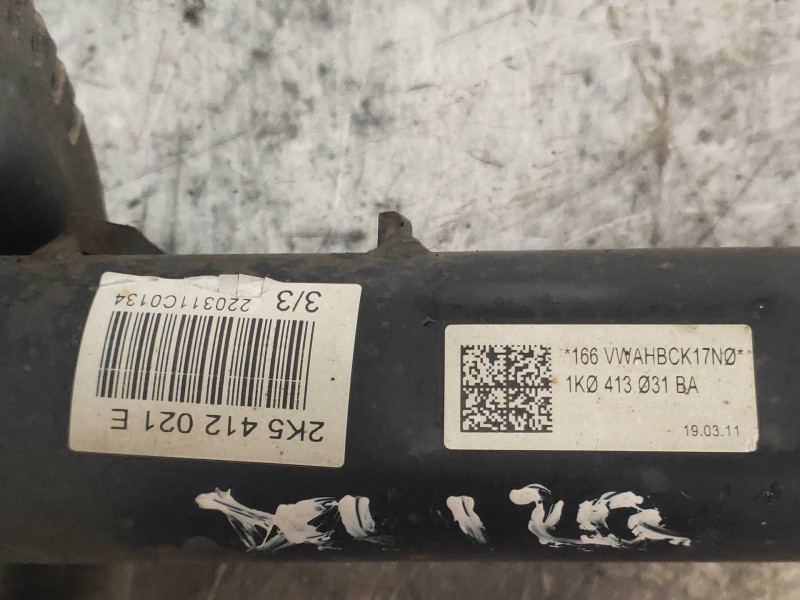 3/3
220311C0134
2K5 412 021 E
*166 VWAHBCK17NØ*
1KØ 413 Ø31 BA
19.03.11